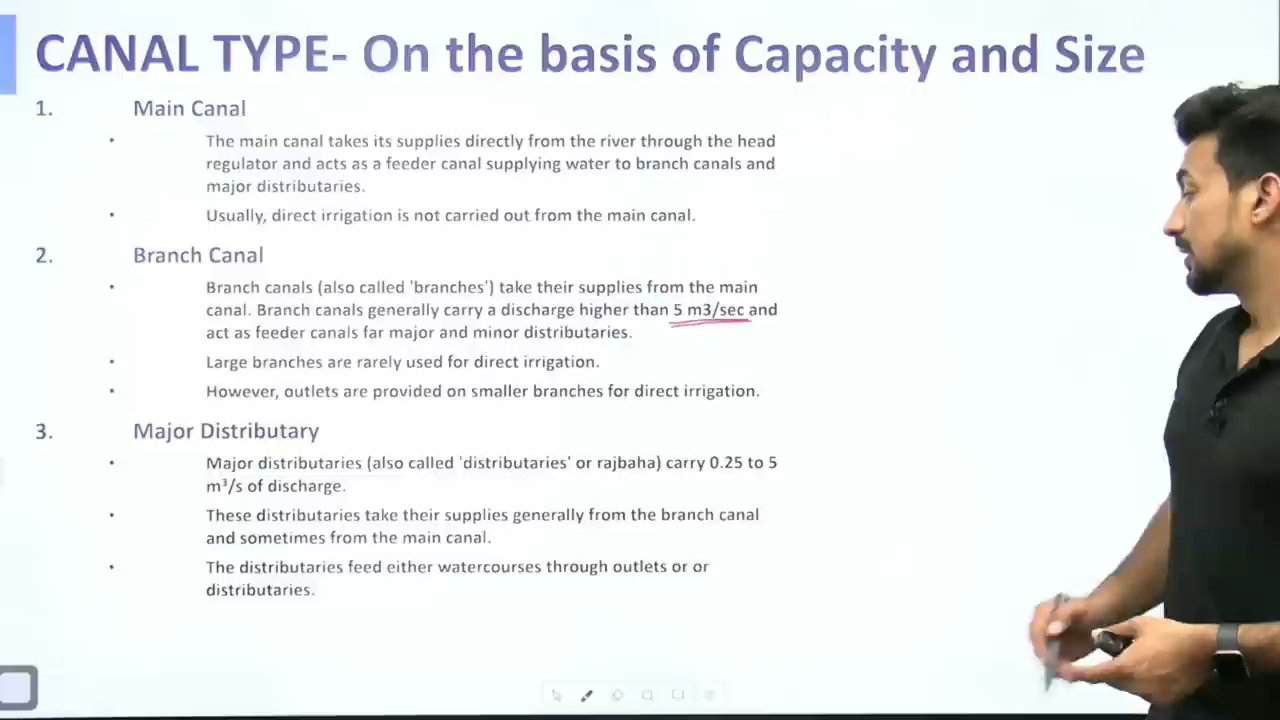 CANAL TYPE- On the basis of Capacity and Size
1. Main Canal
• The main canal takes its supplies directly from the river through the head
regulator and acts as a feeder canal supplying water to branch canals and
major distributaries.
• Usually, direct irrigation is not carried out from the main canal.
2. Branch Canal
• Branch canals (also called 'branches') take their supplies from the main
canal. Branch canals generally carry a discharge higher than 5 m3/sec and
act as feeder canals far major and minor distributaries.
• Large branches are rarely used for direct irrigation.
• However, outlets are provided on smaller branches for direct irrigation.
3. Major Distributary
• Major distributaries (also called 'distributaries' or rajbaha) carry 0.25 to 5
m³/s of discharge.
• These distributaries take their supplies generally from the branch canal
and sometimes from the main canal.
• The distributaries feed either watercourses through outlets or or
distributaries.